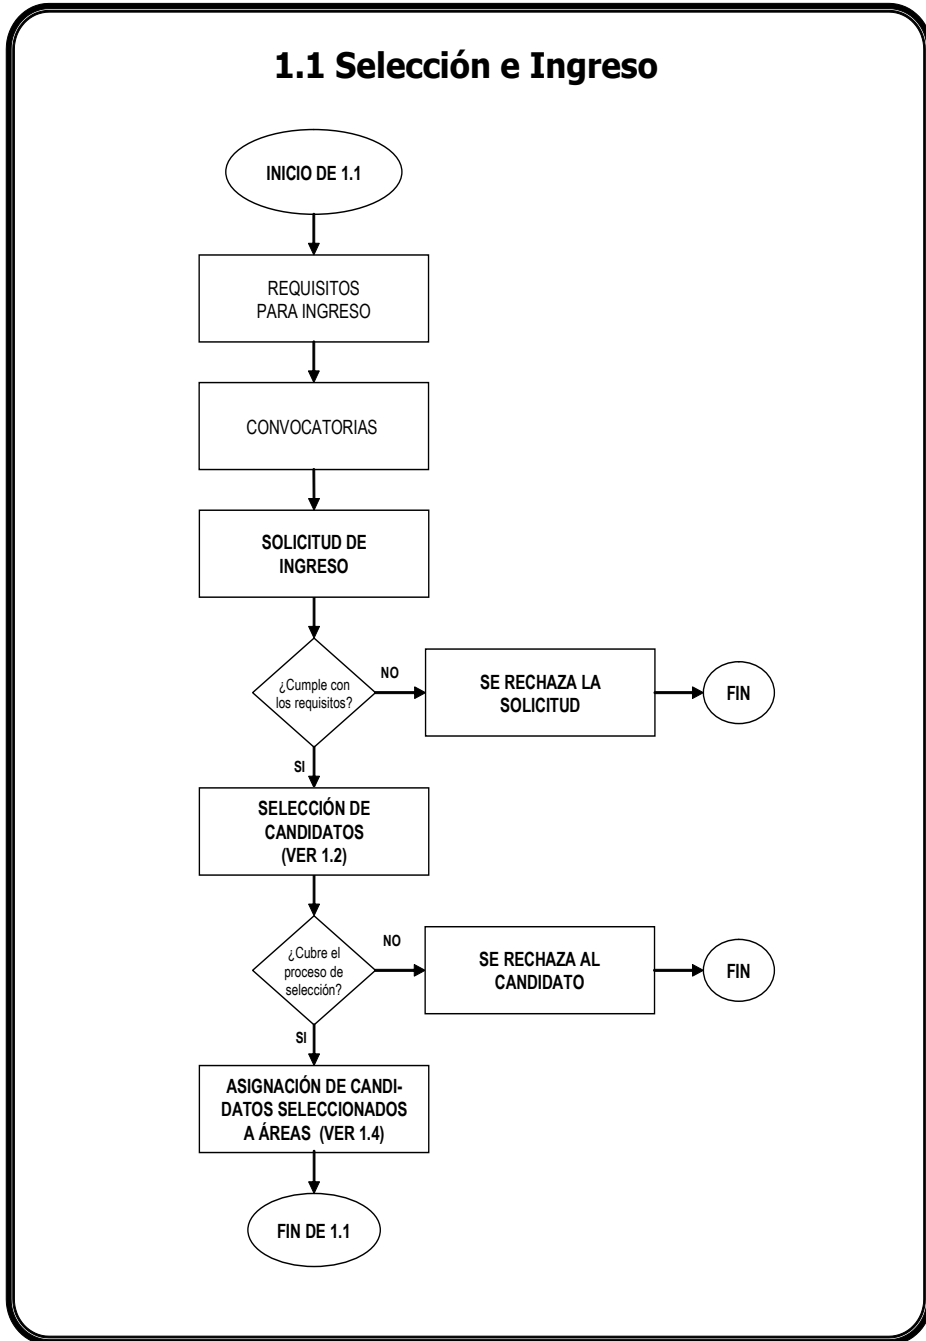 1.1 Selección e Ingreso
INICIO DE 1.1
REQUISITOS
PARA INGRESO
CONVOCATORIAS
SOLICITUD DE
INGRESO
¿Cumple con
los requisitos?
NO
SE RECHAZA LA
SOLICITUD
FIN
SI
SELECCIÓN DE
CANDIDATOS
(VER 1.2)
¿Cubre el
proceso de
selección?
NO
SE RECHAZA AL
CANDIDATO
FIN
SI
ASIGNACIÓN DE CANDI-
DATOS SELECCIONADOS
A ÁREAS (VER 1.4)
FIN DE 1.1